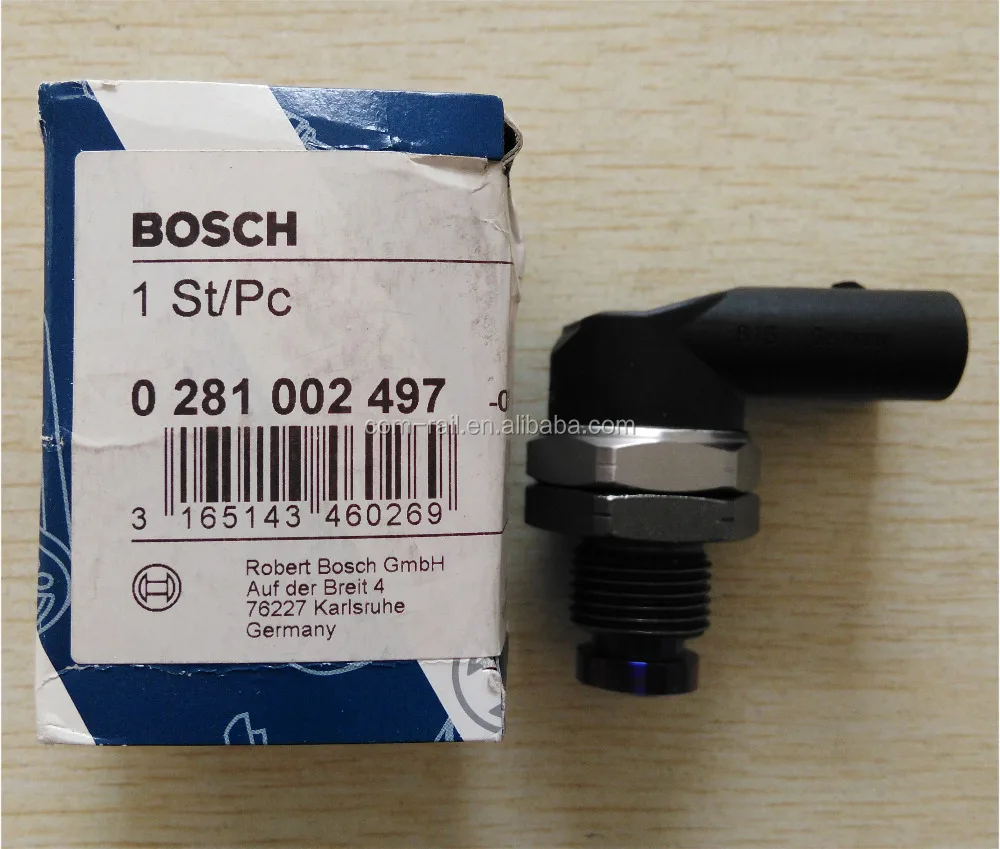 BOSCH
1 St/Pc
0 281 002 497
com-rail.en.alibaba.com
3 165143 460269
Robert Bosch GmbH
Auf der Breit 4
76227 Karlsruhe
Germany